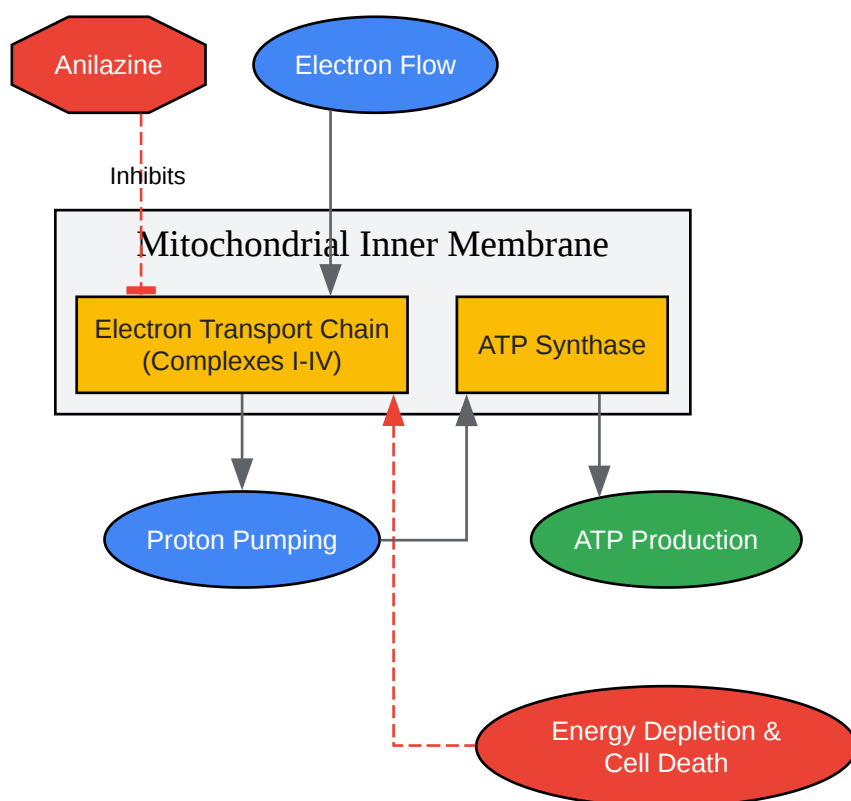 Anilazine
Electron Flow
Inhibits
Mitochondrial Inner Membrane
Electron Transport Chain
(Complexes I-IV)
ATP Synthase
Proton Pumping
ATP Production
Energy Depletion &
Cell Death